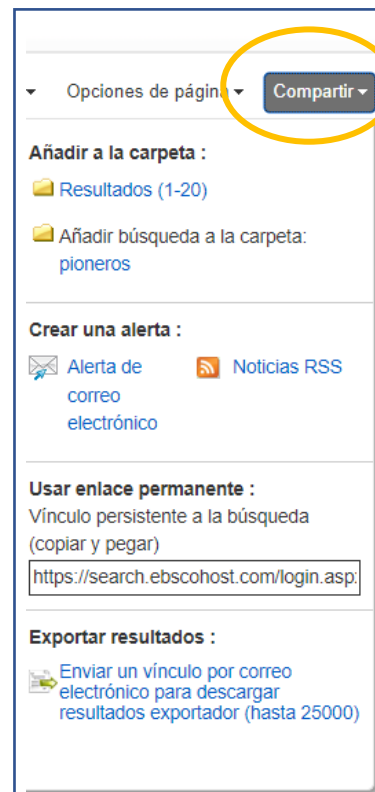 Opciones de página Compartir
Añadir a la carpeta :
Resultados (1-20)
Añadir búsqueda a la carpeta:
pioneros
Crear una alerta :
Alerta de
correo
electrónico
Noticias RSS
Usar enlace permanente :
Vínculo persistente a la búsqueda
(copiar y pegar)
https://search.ebscohost.com/login.asp
Exportar resultados :
Enviar un vínculo por correo
electrónico para descargar
resultados exportador (hasta 25000)